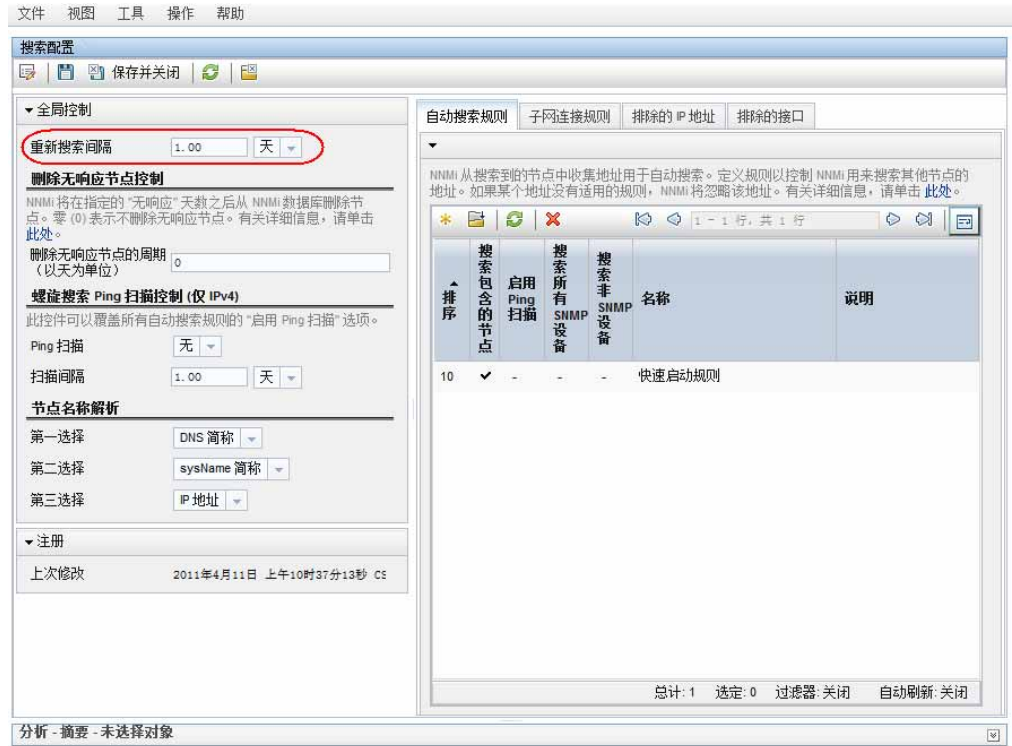 文件 视图 工具 操作 帮助
搜索配置
保存并关闭
全局控制
重新搜索间隔 1.00 天
删除无响应节点控制
NNMi 将在指定的 "无响应" 天数之后从 NNMi 数据库删除节
点。零 (0) 表示不删除无响应节点。有关详细信息，请单击
此处。
删除无响应节点的周期
（以天为单位） 0
螺旋搜索 Ping 扫描控制 (仅 IPv4)
此控件可以覆盖所有自动搜索规则的 "启用 Ping 扫描" 选项。
Ping 扫描 无
扫描间隔 1.00 天
节点名称解析
第一选择 DNS 简称
第二选择 sysName 简称
第三选择 IP 地址
注册
上次修改 2011年4月11日 上午10时37分13秒 CS
自动搜索规则 子网连接规则 排除的 IP 地址 排除的接口
NNMi 从搜索到的节点中收集地址用于自动搜索。定义规则以控制 NNMi 用来搜索其他节点的
地址。如果某个地址没有适用的规则，NNMi 将忽略该地址。有关详细信息，请单击 此处。
1 - 1 行，共 1 行
排序 搜索包含的节点 启用 Ping 扫描 搜索所有 SNMP 设备 搜索非 SNMP 设备 名称 说明
10 ✔ - - - 快速启动规则
总计: 1 选定: 0 过滤器: 关闭 自动刷新: 关闭
分析 - 摘要 - 未选择对象